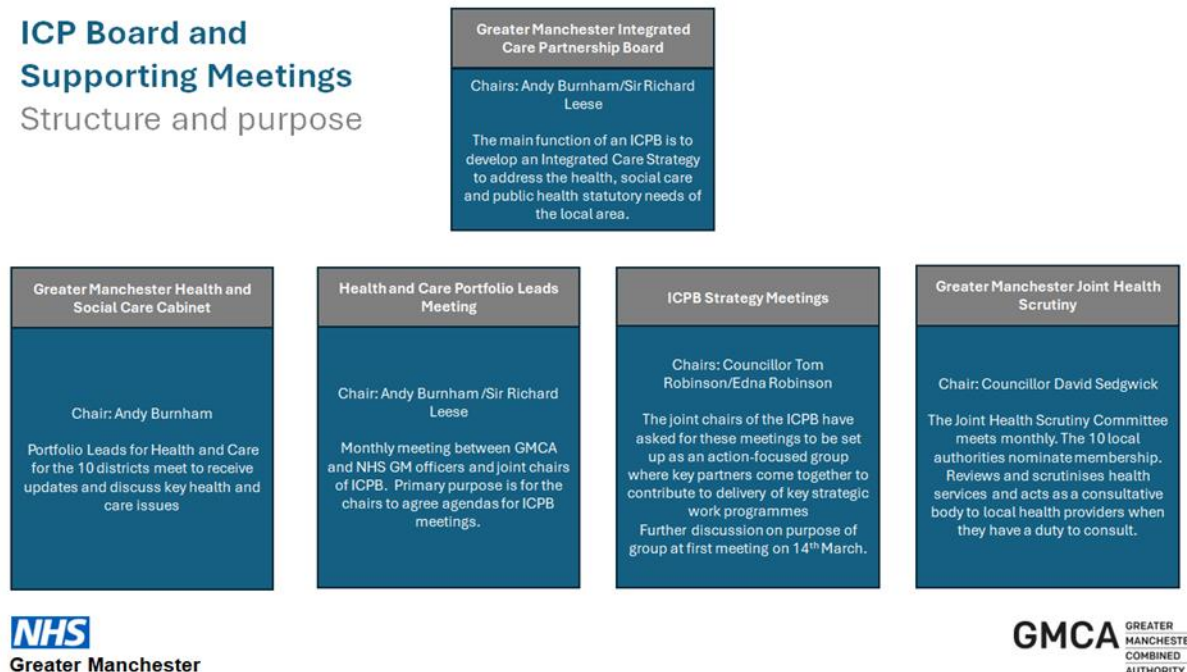 ICP Board and
Supporting Meetings
Structure and purpose
Greater Manchester Integrated
Care Partnership Board
Chairs: Andy Burnham/Sir Richard
Leese
The main function of an ICPB is to
develop an Integrated Care Strategy
to address the health, social care
and public health statutory needs of
the local area.
Greater Manchester Health and
Social Care Cabinet
Chair: Andy Burnham
Portfolio Leads for Health and Care
for the 10 districts meet to receive
updates and discuss key health and
care issues
Health and Care Portfolio Leads
Meeting
Chair: Andy Burnham /Sir Richard
Leese
Monthly meeting between GMCA
and NHS GM officers and joint chairs
of ICPB. Primary purpose is for the
chairs to agree agendas for ICPB
meetings.
ICPB Strategy Meetings
Chairs: Councillor Tom
Robinson/Edna Robinson
The joint chairs of the ICPB have
asked for these meetings to be set
up as an action-focused group
where key partners come together to
contribute to delivery of key strategic
work programmes
Further discussion on purpose of
group at first meeting on 14th March.
Greater Manchester Joint Health
Scrutiny
Chair: Councillor David Sedgwick
The Joint Health Scrutiny Committee
meets monthly. The 10 local
authorities nominate membership.
Reviews and scrutinises health
services and acts as a consultative
body to local health providers when
they have a duty to consult.
NHS
Greater Manchester
GMCA
GREATER
MANCHESTE
COMBINED
AUTHORITY